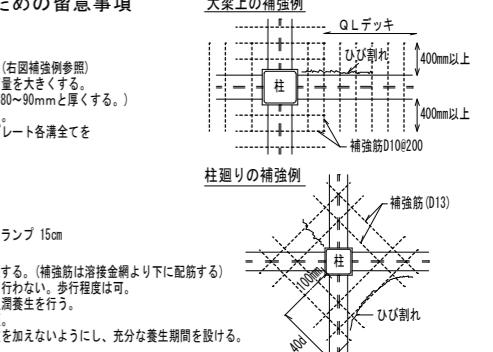 ための留意事項
(右図補強例参照)
量を大きくする。
80～90mmと厚くする。)
。
レート各溝全てを
ランプ 15cm
する。(補強筋は溶接金網より下に配筋する)
行わない。歩行程度は可。
潤養生を行う。
を加えないようにし、充分な養生期間を設ける。
大梁上の補強例
QLデッキ
ひび割れ
400mm以上
柱
400mm以上
補強筋D10@200
柱廻りの補強例
補強筋(D13)
柱
100mm
ひび割れ
40d